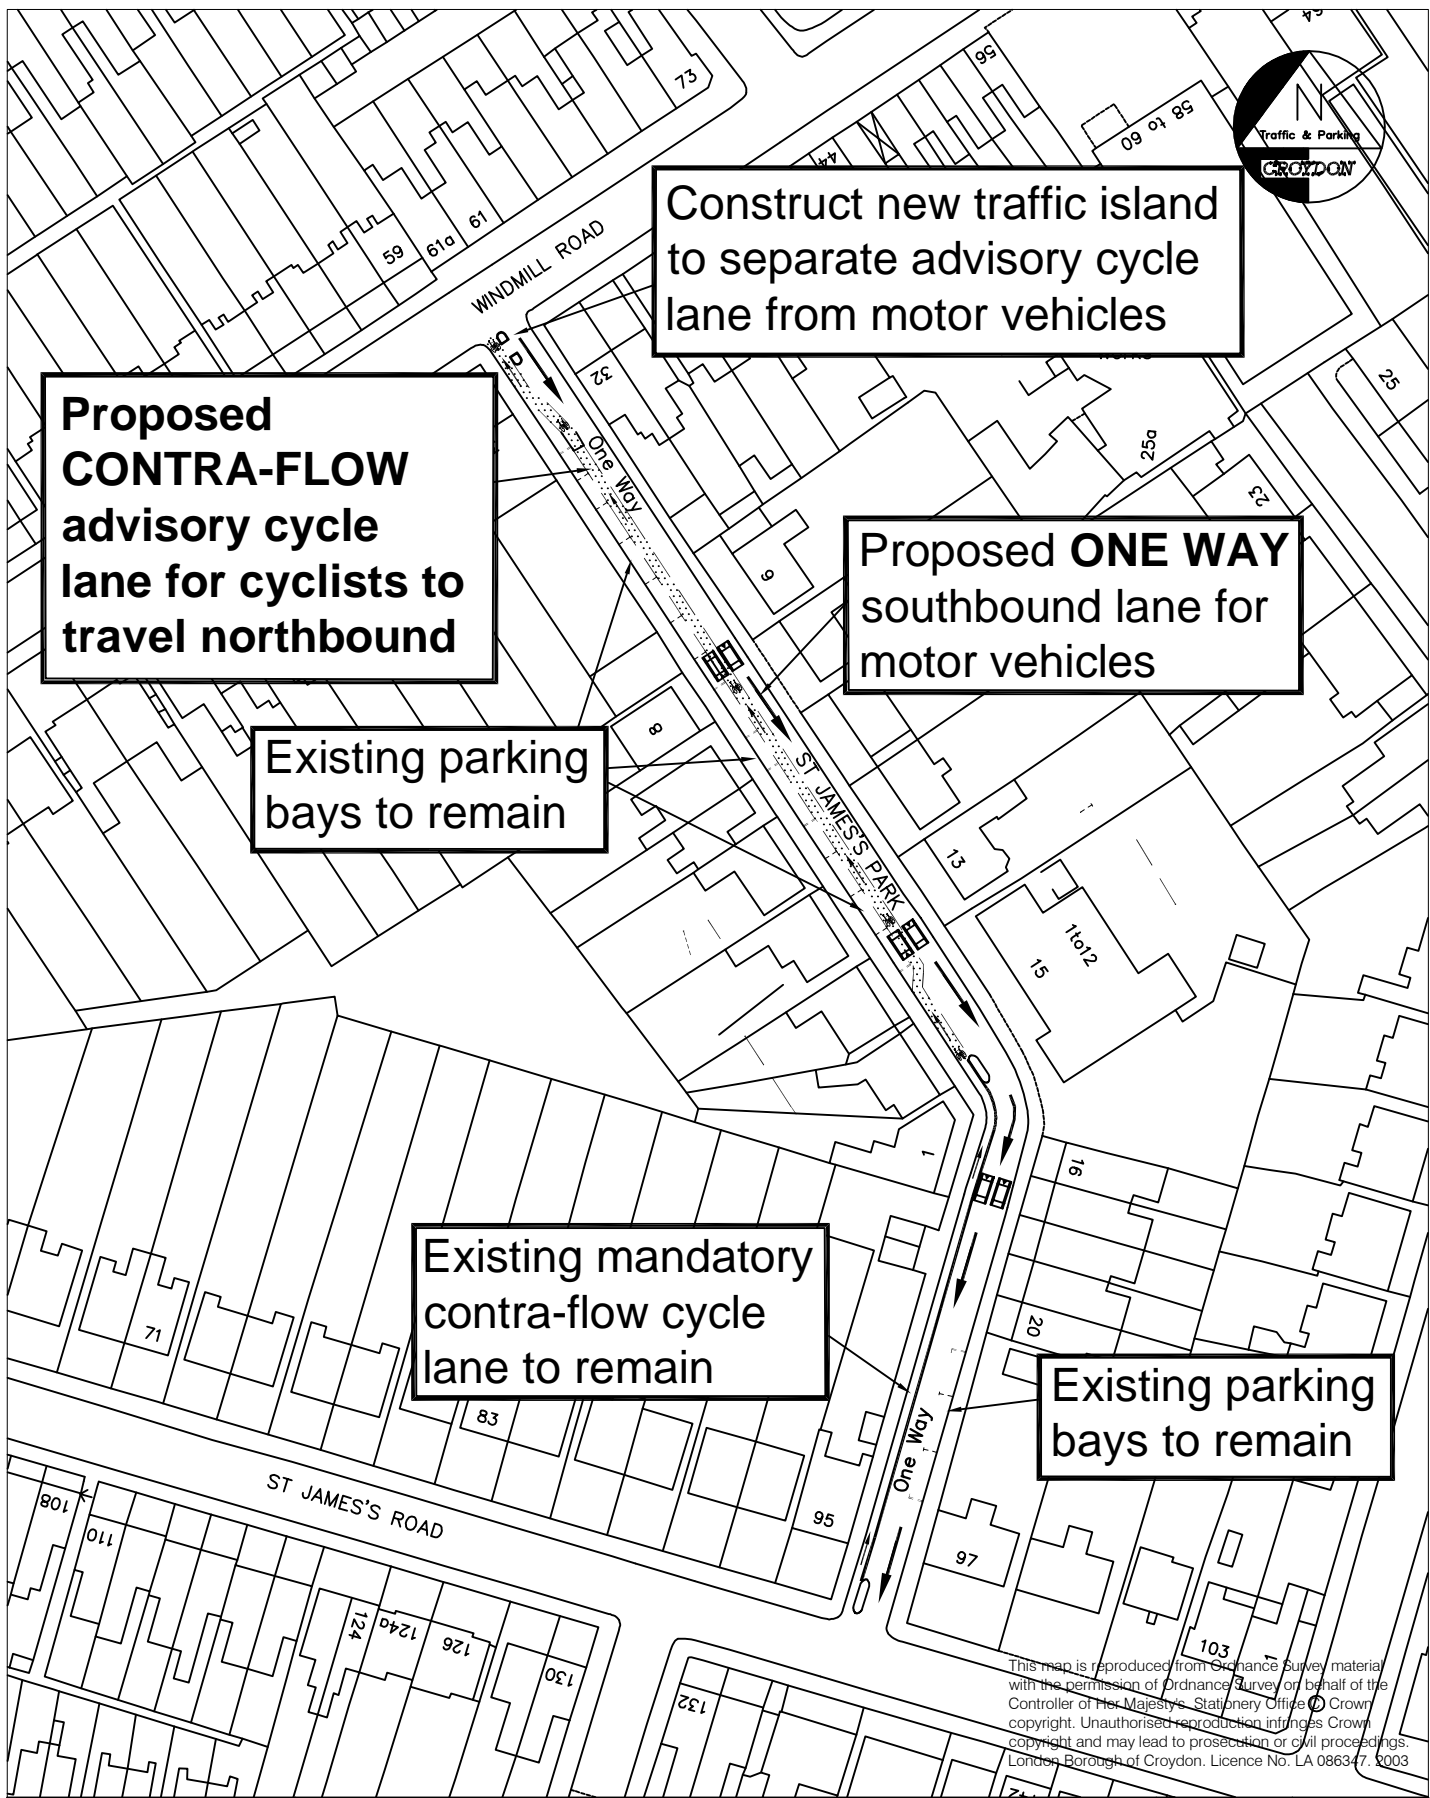 73
56
64
58 to 60
44
N
Traffic & Parking
CROYDON
Construct new traffic island
to separate advisory cycle
lane from motor vehicles
59
61a
61
WINDMILL ROAD
32
25
25a
23
Proposed
CONTRA-FLOW
advisory cycle
lane for cyclists to
travel northbound
One Way
9
Proposed ONE WAY
southbound lane for
motor vehicles
8
Existing parking
bays to remain
ST JAMES'S PARK
13
15
1to12
1
16
20
Existing mandatory
contra-flow cycle
lane to remain
Existing parking
bays to remain
One Way
71
83
95
97
ST JAMES'S ROAD
108
110
124
124a
126
130
132
103
1
This map is reproduced from Ordnance Survey material
with the permission of Ordnance Survey on behalf of the
Controller of Her Majesty's Stationery Office © Crown
copyright. Unauthorised reproduction infringes Crown
copyright and may lead to prosecution or civil proceedings.
London Borough of Croydon. Licence No. LA 086347. 2003